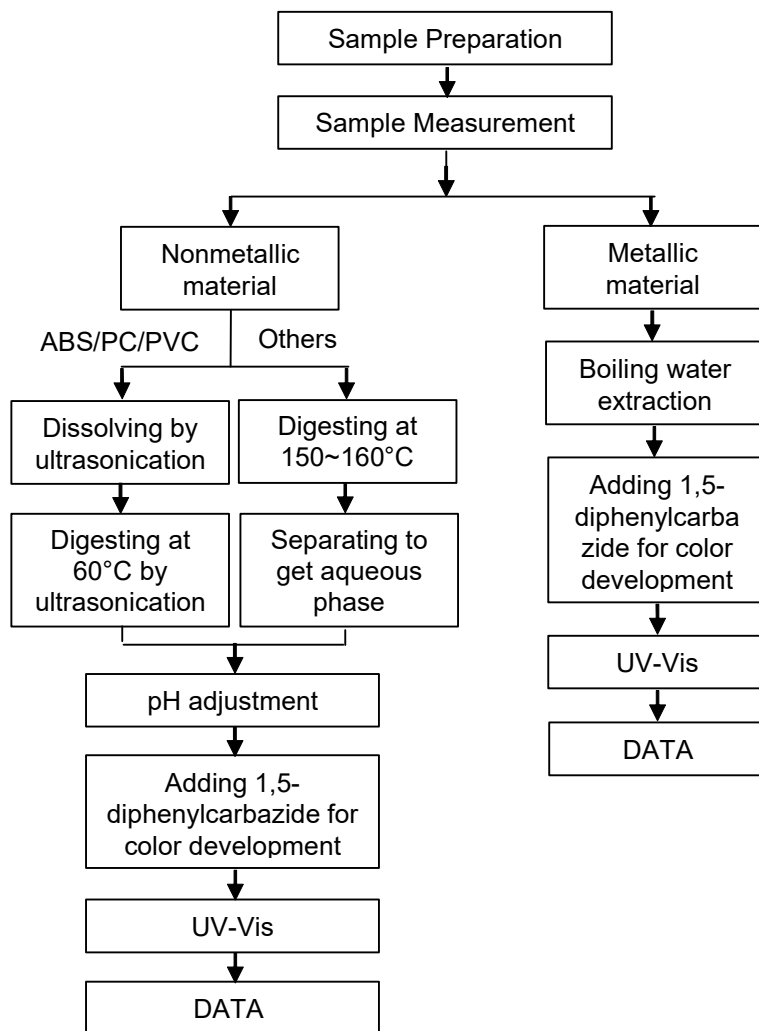 Sample Preparation
Sample Measurement
Nonmetallic
material
Metallic
material
ABS/PC/PVC
Others
Boiling water
extraction
Dissolving by
ultrasonication
Digesting at
150~160°C
Adding 1,5-
diphenylcarba
zide for color
development
Digesting at
60°C by
ultrasonication
Separating to
get aqueous
phase
UV-Vis
pH adjustment
DATA
Adding 1,5-
diphenylcarbazide for
color development
UV-Vis
DATA